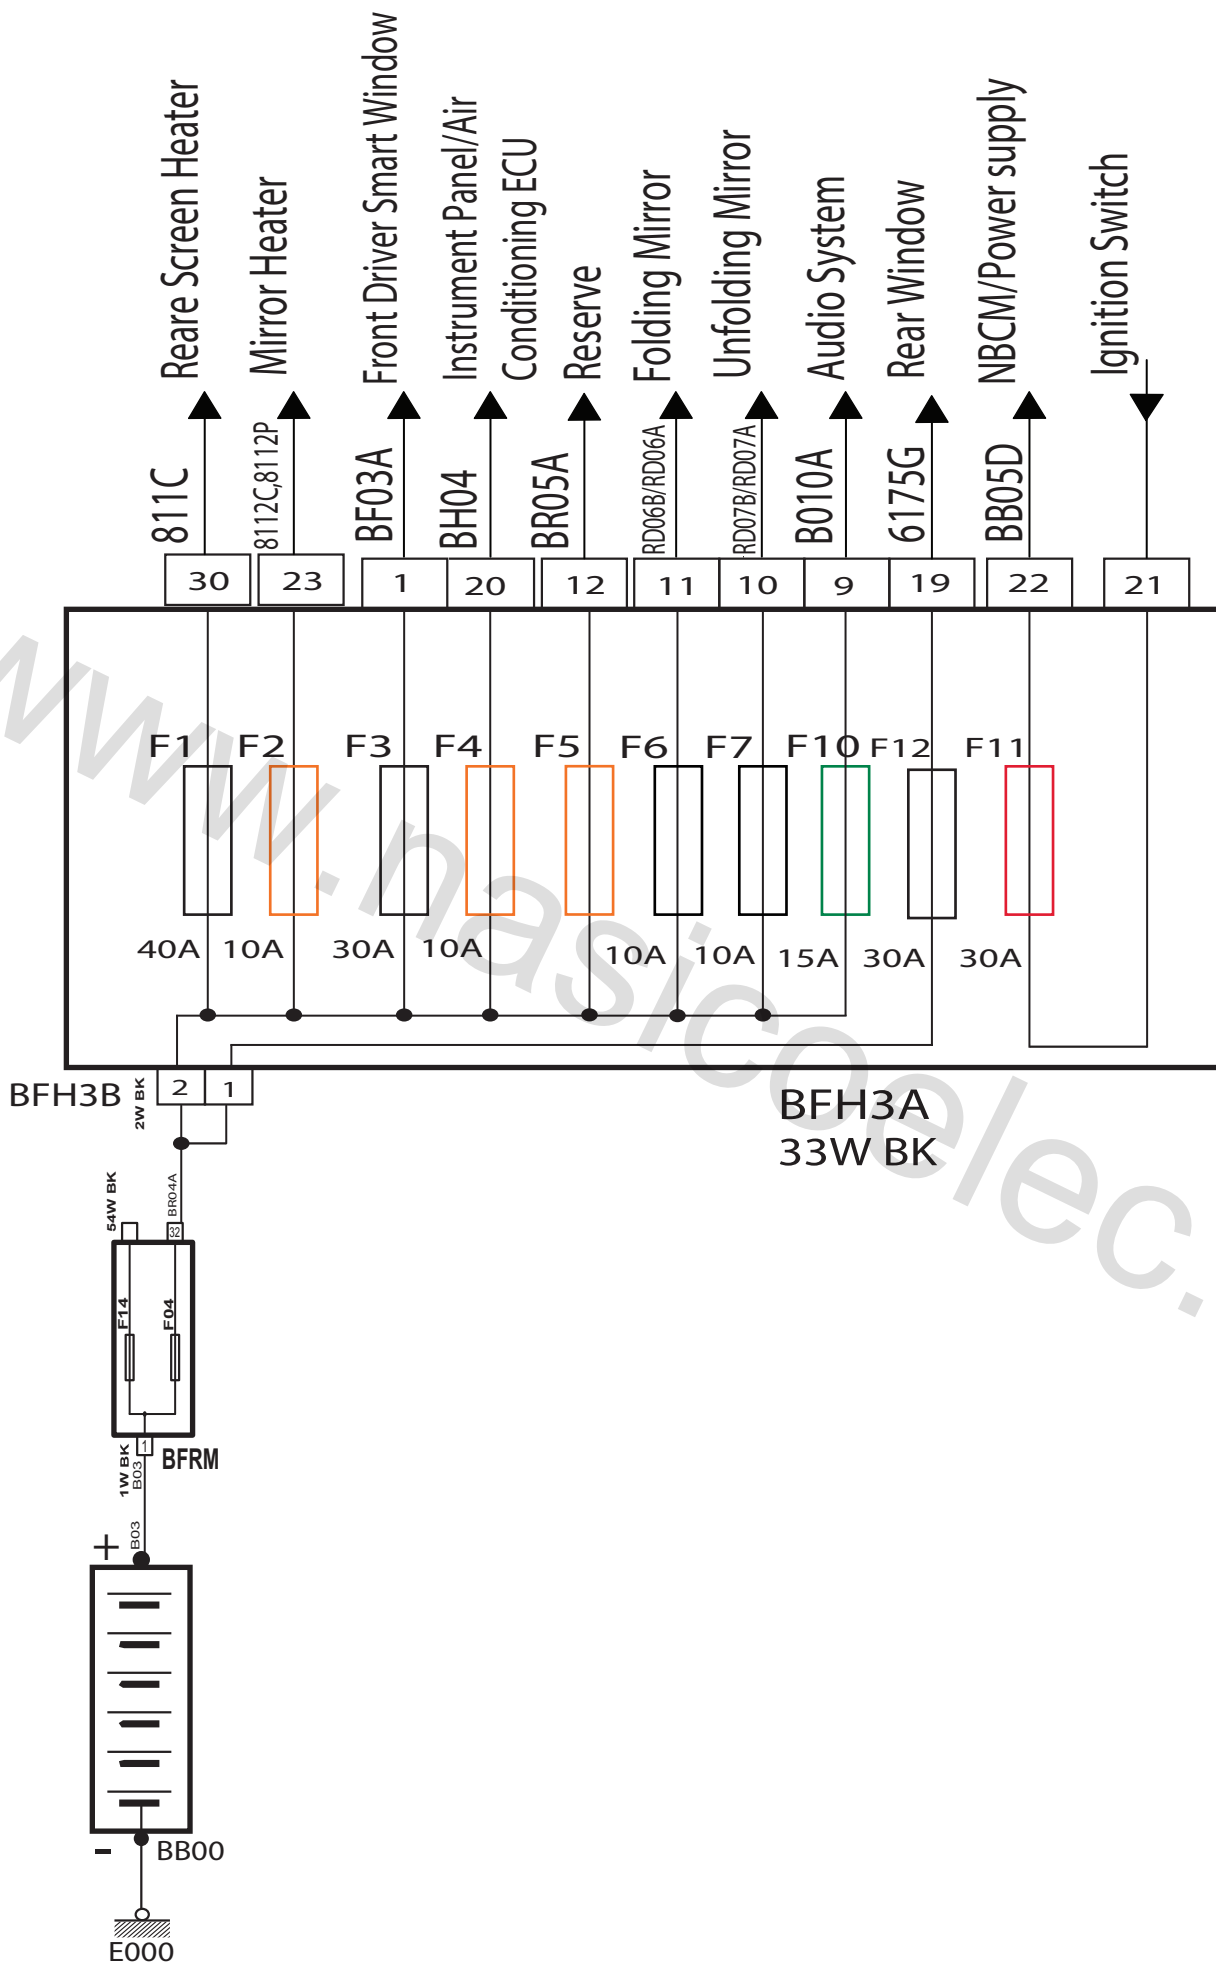 Reare Screen Heater
Mirror Heater
Front Driver Smart Window
Instrument Panel/Air
Conditioning ECU
Reserve
Folding Mirror
Unfolding Mirror
Audio System
Rear Window
NBCM/Power supply
Ignition Switch
811C
8112C,8112P
BF03A
BH04
BR05A
RD06B/RD06A
RD07B/RD07A
B010A
6175G
BB05D
30
23
1
20
12
11
10
9
19
22
21
F1
F2
F3
F4
F5
F6
F7
F10
F12
F11
40A
10A
30A
10A
10A
10A
15A
30A
30A
www.nasicoelec.
BFH3B
2W BK
2
1
BFH3A
33W BK
54W BK
BR04A
32
F14
F04
1
BFRM
1W BK
B03
B03
+
-
BB00
E000